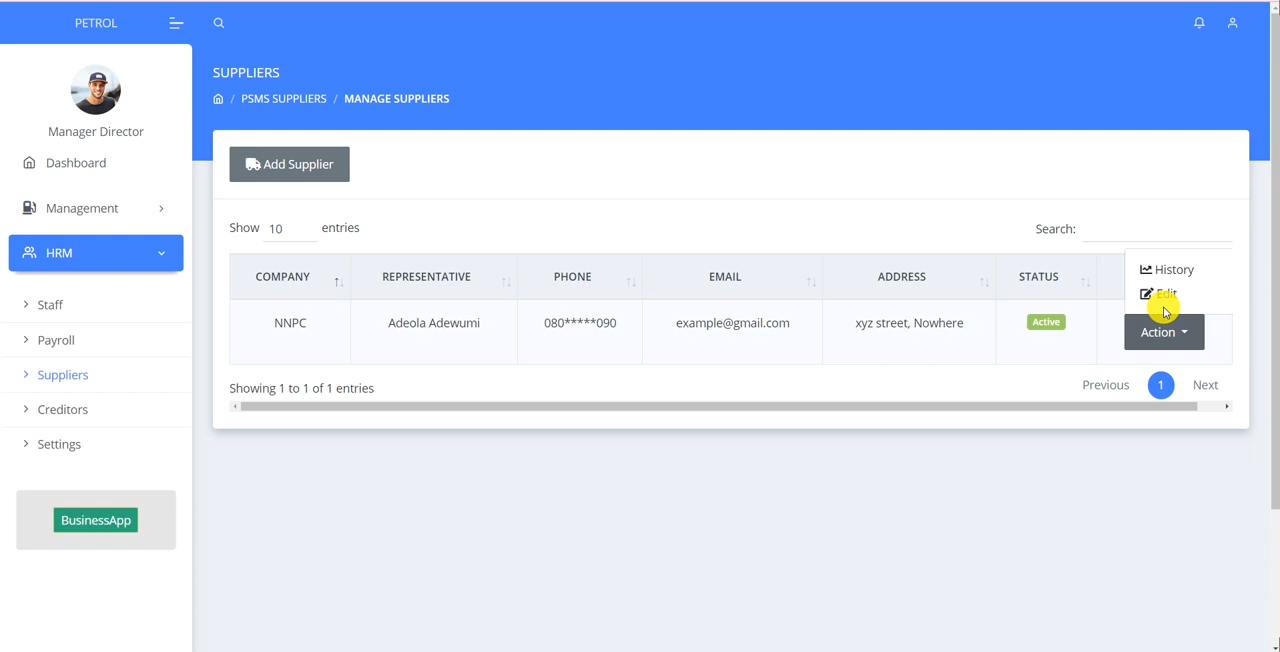 PETROL
SUPPLIERS
PSMS SUPPLIERS / MANAGE SUPPLIERS
Manager Director
Dashboard
Management
HRM
Staff
Payroll
Suppliers
Creditors
Settings
BusinessApp
Add Supplier
Show 10 entries
Search:
COMPANY REPRESENTATIVE PHONE EMAIL ADDRESS STATUS
NNPC Adeola Adewumi 080*****090 example@gmail.com xyz street, Nowhere Active
History
Edit
Action
Showing 1 to 1 of 1 entries
Previous 1 Next